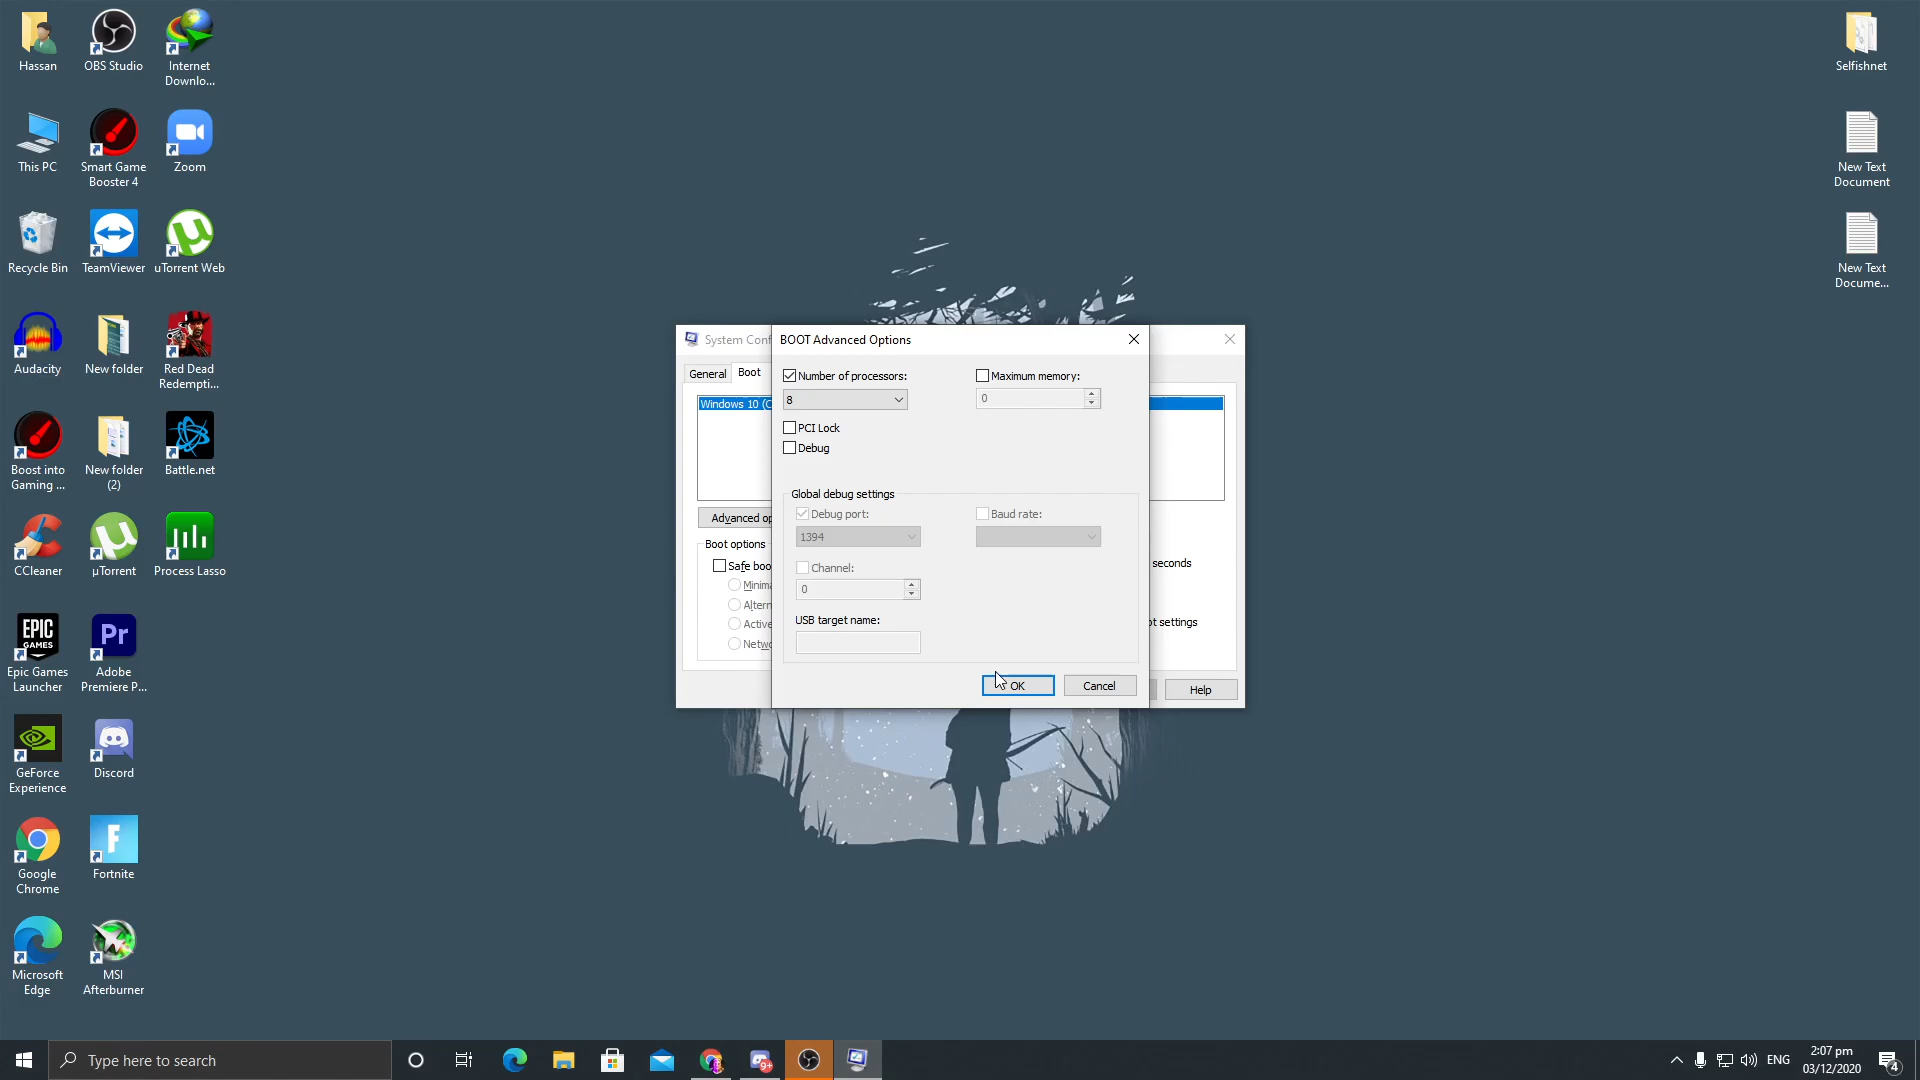 Hassan
OBS Studio
Internet
Downlo...
This PC
Smart Game
Booster 4
Zoom
Recycle Bin
TeamViewer
uTorrent Web
Audacity
New folder
Red Dead
Redempti...
Boost into
Gaming ...
New folder
(2)
Battle.net
CCleaner
µTorrent
Process Lasso
EPIC
GAMES
Epic Games
Launcher
Pr
Adobe
Premiere P...
GeForce
Experience
Discord
Google
Chrome
F
Fortnite
Microsoft
Edge
MSI
Afterburner
Selfishnet
New Text
Document
New Text
Docume...
System Conf
General
Boot
Windows 10 (C
Advanced op
Boot options
Safe boo
Minima
Altern
Active
Netwo
seconds
ot settings
Help
BOOT Advanced Options
Number of processors:
8
Maximum memory:
0
PCI Lock
Debug
Global debug settings
Debug port:
1394
Baud rate:
Channel:
0
USB target name:
OK
Cancel
Type here to search
9+
ENG
2:07 pm
03/12/2020
4